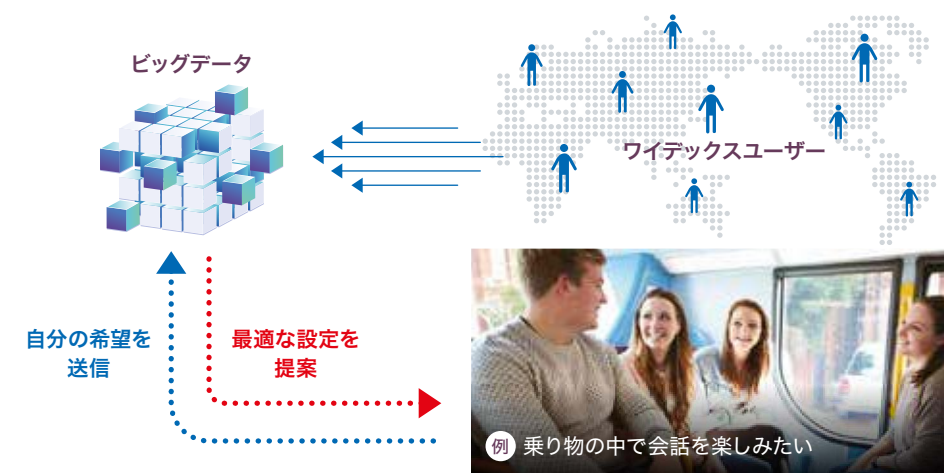 ビッグデータ
ワイデックスユーザー
自分の希望を
送信
最適な設定を
提案
例 乗り物の中で会話を楽しみたい